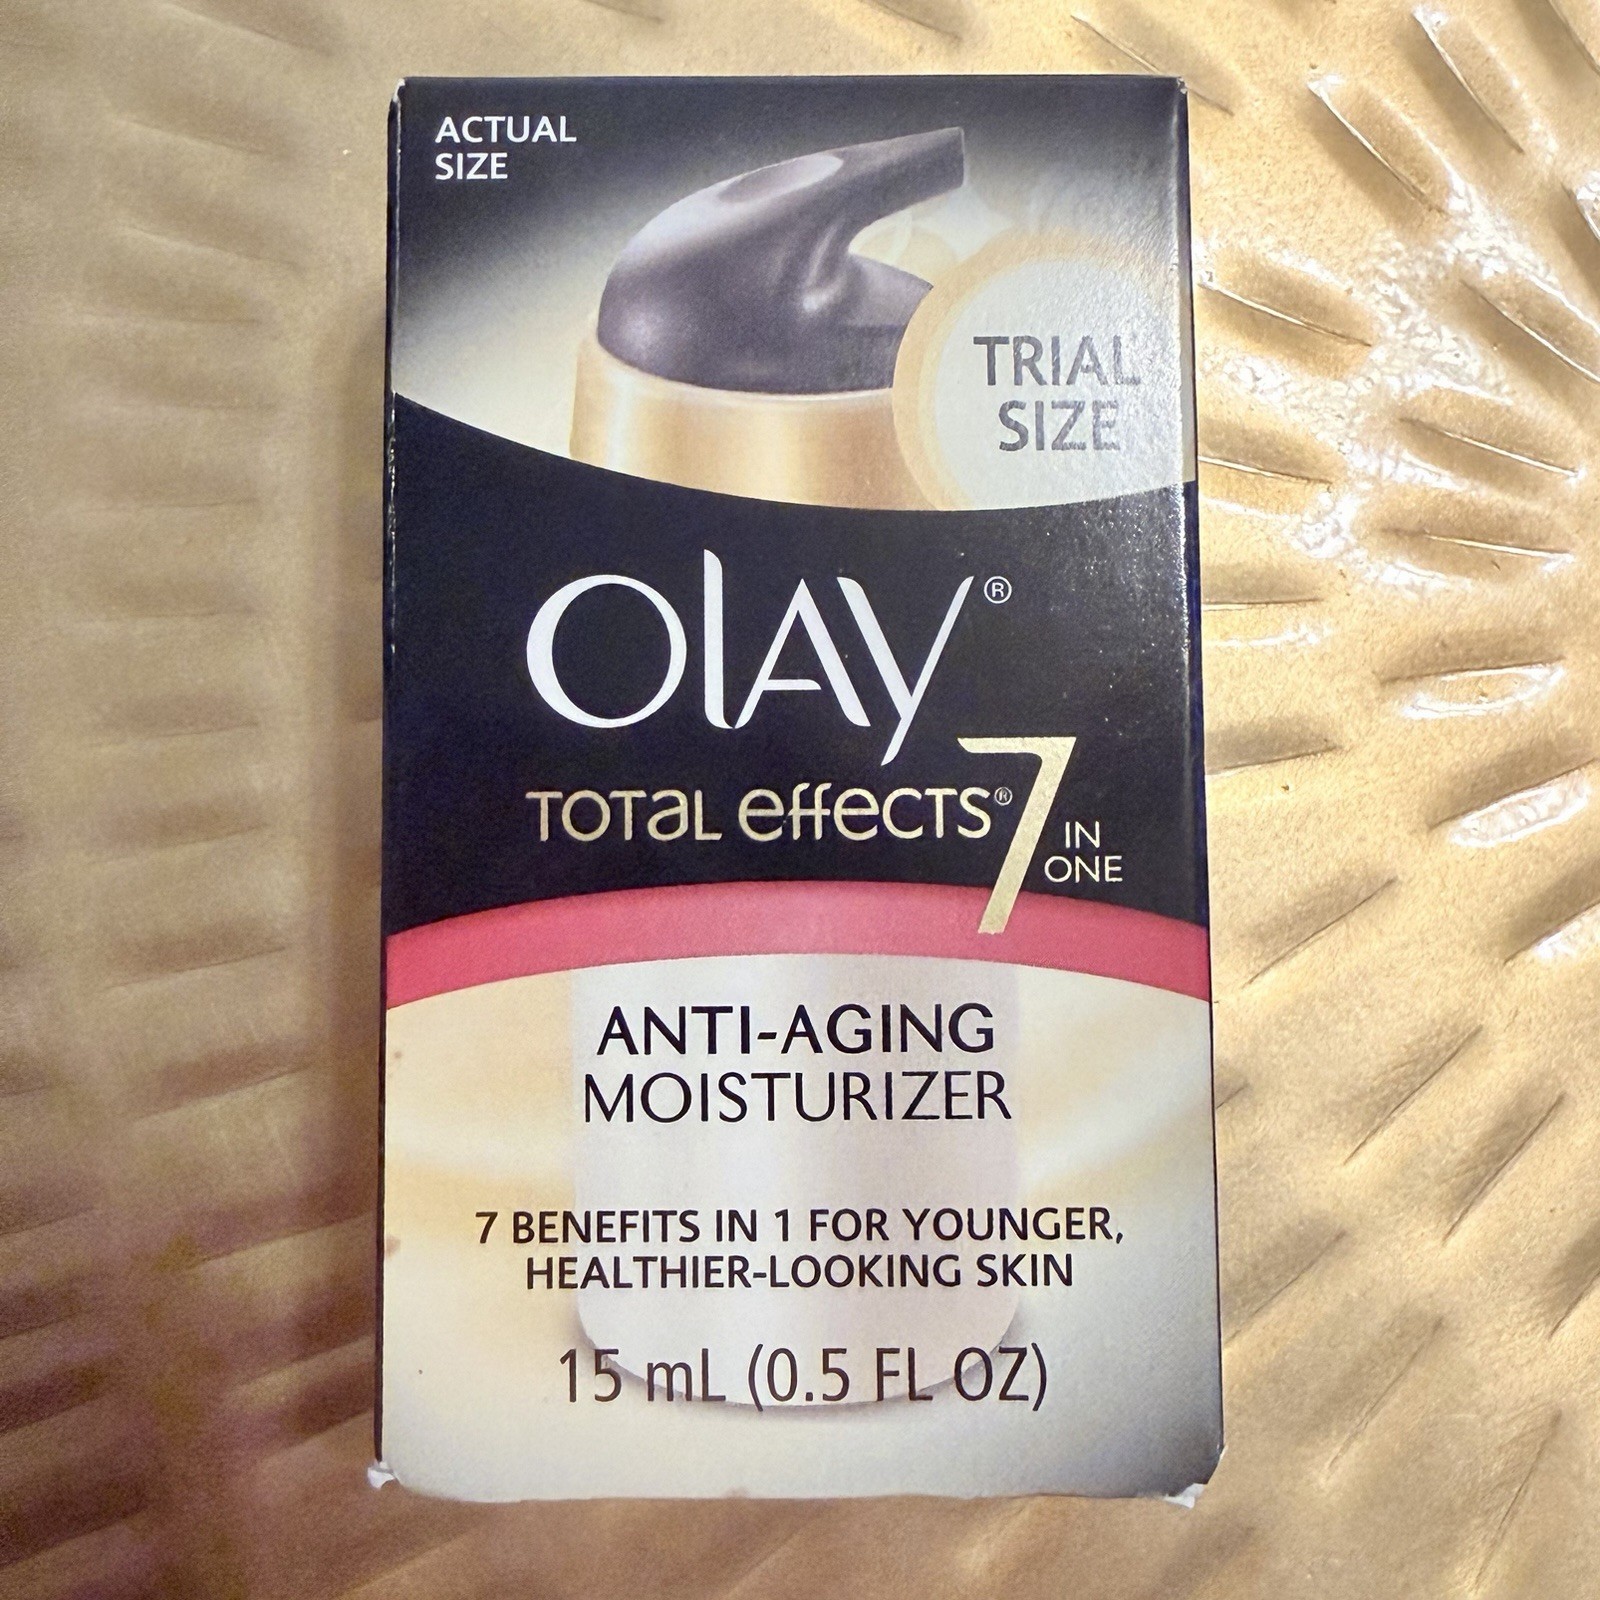 ACTUAL
SIZE
TRIAL
SIZE
OLAY®
TOTAL EFFECTS® 7 IN
ONE
ANTI-AGING
MOISTURIZER
7 BENEFITS IN 1 FOR YOUNGER,
HEALTHIER-LOOKING SKIN
15 mL (0.5 FL OZ)